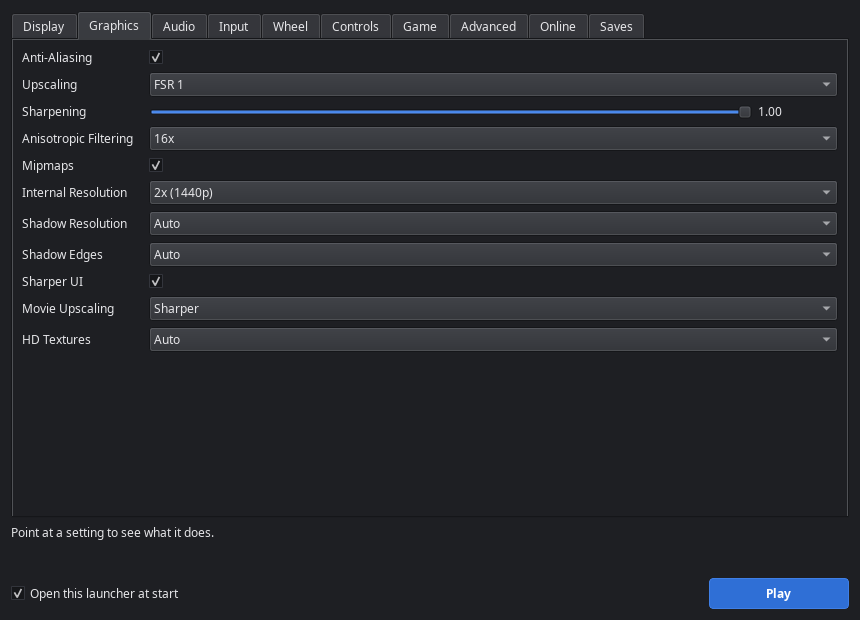 Display Graphics Audio Input Wheel Controls Game Advanced Online Saves
Anti-Aliasing
Upscaling FSR 1
Sharpening 1.00
Anisotropic Filtering 16x
Mipmaps
Internal Resolution 2x (1440p)
Shadow Resolution Auto
Shadow Edges Auto
Sharper UI
Movie Upscaling Sharper
HD Textures Auto
Point at a setting to see what it does.
Open this launcher at start Play